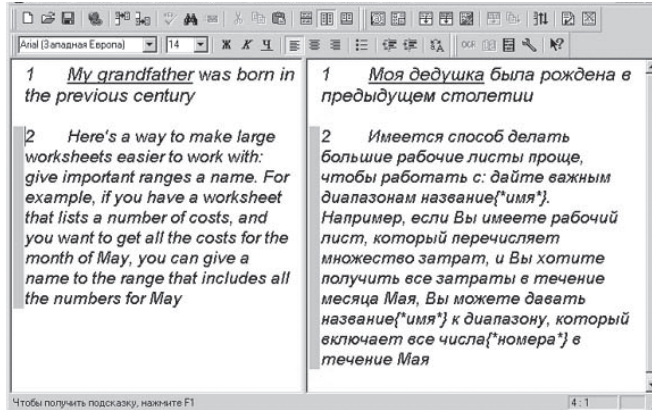 Arial (Западная Европа) 14 Ж К Ч
1 My grandfather was born in
the previous century
2 Here's a way to make large
worksheets easier to work with:
give important ranges a name. For
example, if you have a worksheet
that lists a number of costs, and
you want to get all the costs for the
month of May, you can give a
name to the range that includes all
the numbers for May
1 Моя дедушка была рождена в
предыдущем столетии
2 Имеется способ делать
большие рабочие листы проще,
чтобы работать с: дайте важным
диапазонам название{*имя*}.
Например, если Вы имеете рабочий
лист, который перечисляет
множество затрат, и Вы хотите
получить все затраты в течение
месяца Мая, Вы можете давать
название{*имя*} к диапазону, который
включает все числа{*номера*} в
течение Мая
Чтобы получить подсказку, нажмите F1 4:1